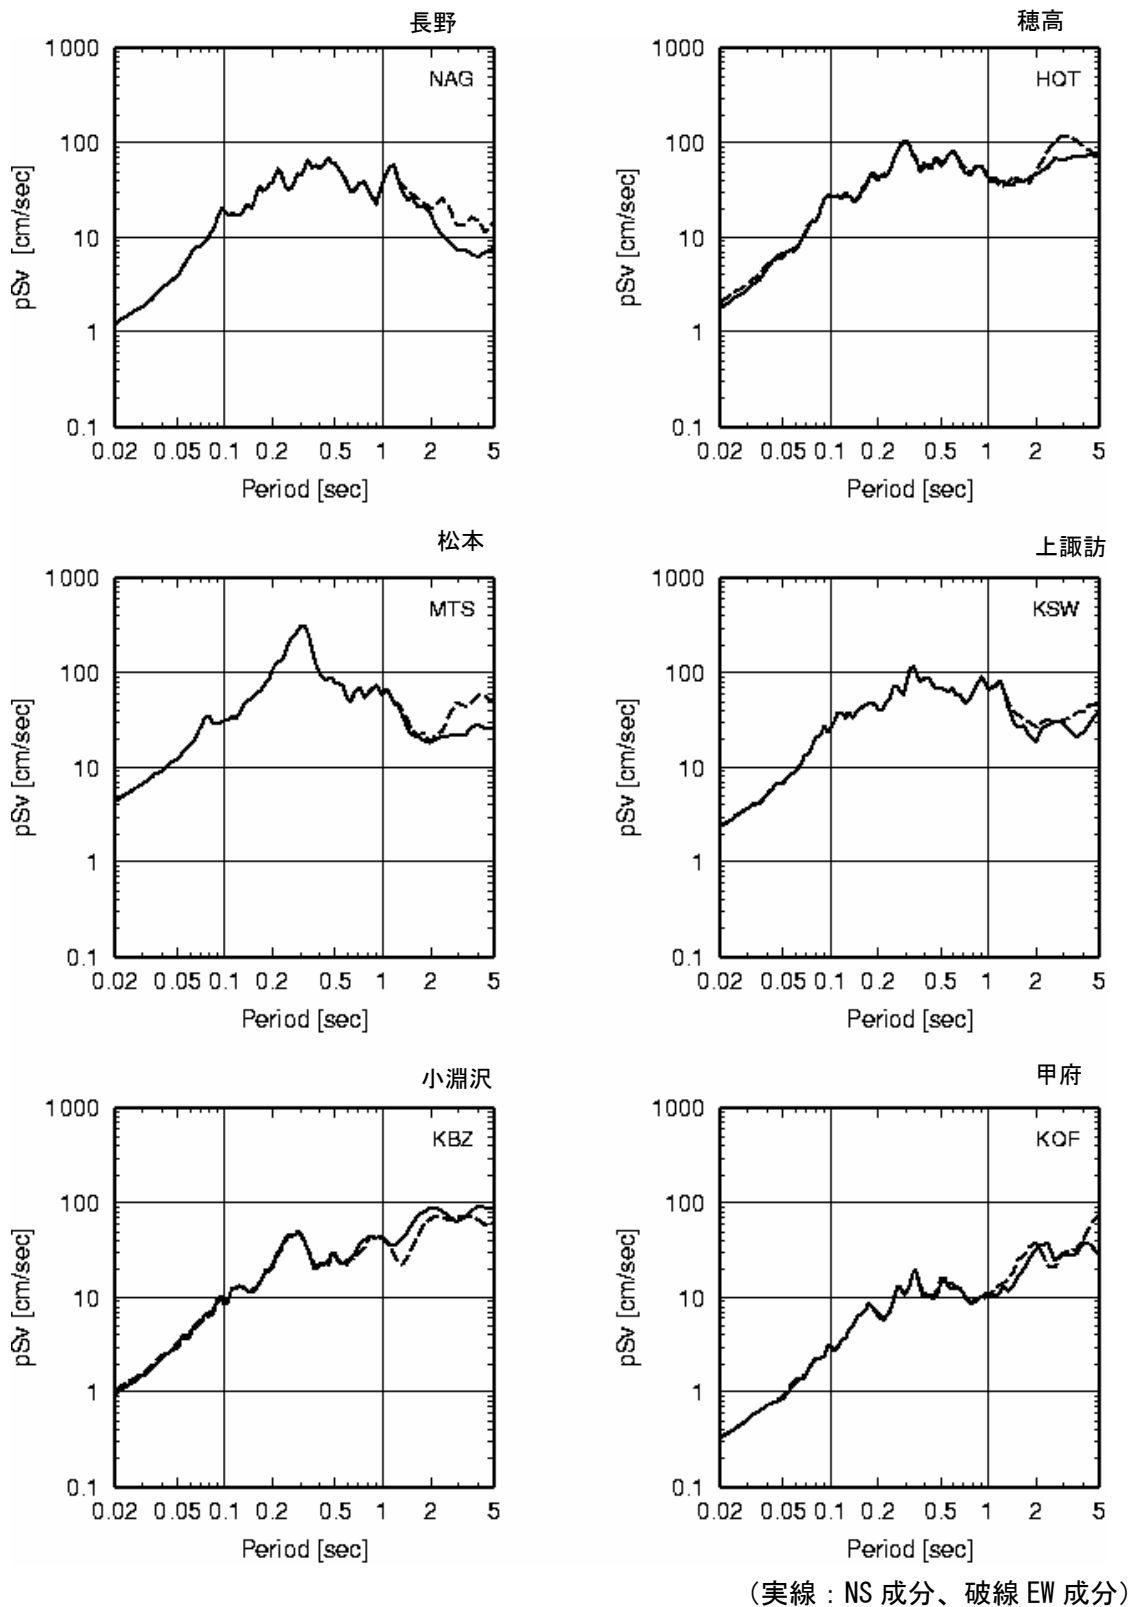 長野
1000
NAG
100
10
1
0.1
pSv [cm/sec]
0.02 0.05 0.1 0.2 0.5 1 2 5
Period [sec]
穂高
1000
HQT
100
10
1
0.1
pSv [cm/sec]
0.02 0.05 0.1 0.2 0.5 1 2 5
Period [sec]
松本
1000
MTS
100
10
1
0.1
pSv [cm/sec]
0.02 0.05 0.1 0.2 0.5 1 2 5
Period [sec]
上諏訪
1000
KSW
100
10
1
0.1
pSv [cm/sec]
0.02 0.05 0.1 0.2 0.5 1 2 5
Period [sec]
小淵沢
1000
KBZ
100
10
1
0.1
pSv [cm/sec]
0.02 0.05 0.1 0.2 0.5 1 2 5
Period [sec]
甲府
1000
KQF
100
10
1
0.1
pSv [cm/sec]
0.02 0.05 0.1 0.2 0.5 1 2 5
Period [sec]
（実線：NS 成分、破線 EW 成分）